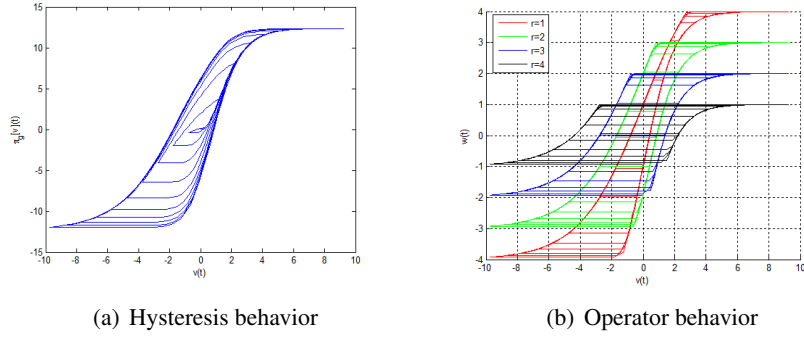 15
10
5
0
-5
-10
-15
-10 -8 -6 -4 -2 0 2 4 6 8 10
v(t)
[v](t)
(a) Hysteresis behavior
r=1
r=2
r=3
r=4
4
3
2
1
0
-1
-2
-3
-4
-10 -8 -6 -4 -2 0 2 4 6 8 10
v(t)
w(t)
(b) Operator behavior